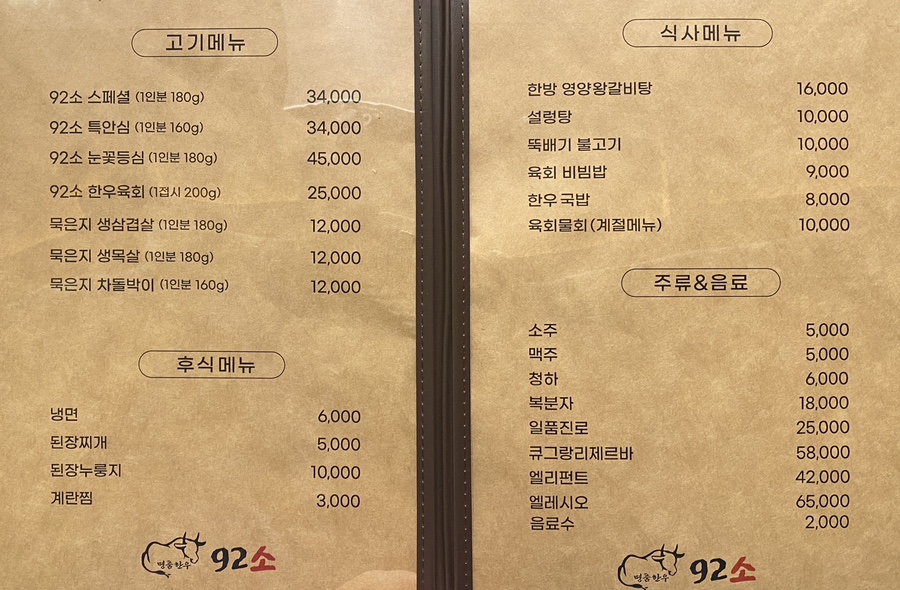 고기메뉴
92소 스페셜 (1인분 180g) 34,000
92소 특안심 (1인분 160g) 34,000
92소 눈꽃등심 (1인분 180g) 45,000
92소 한우육회 (1접시 200g) 25,000
묵은지 생삼겹살 (1인분 180g) 12,000
묵은지 생목살 (1인분 180g) 12,000
묵은지 차돌박이 (1인분 160g) 12,000
후식메뉴
냉면 6,000
된장찌개 5,000
된장누룽지 10,000
계란찜 3,000
명품한우 92소
식사메뉴
한방 영양왕갈비탕 16,000
설렁탕 10,000
뚝배기 불고기 10,000
육회 비빔밥 9,000
한우국밥 8,000
육회물회(계절메뉴) 10,000
주류&음료
소주 5,000
맥주 5,000
청하 6,000
복분자 18,000
일품진로 25,000
큐그랑리제르바 58,000
엘리펀트 42,000
엘레시오 65,000
음료수 2,000
명품한우 92소